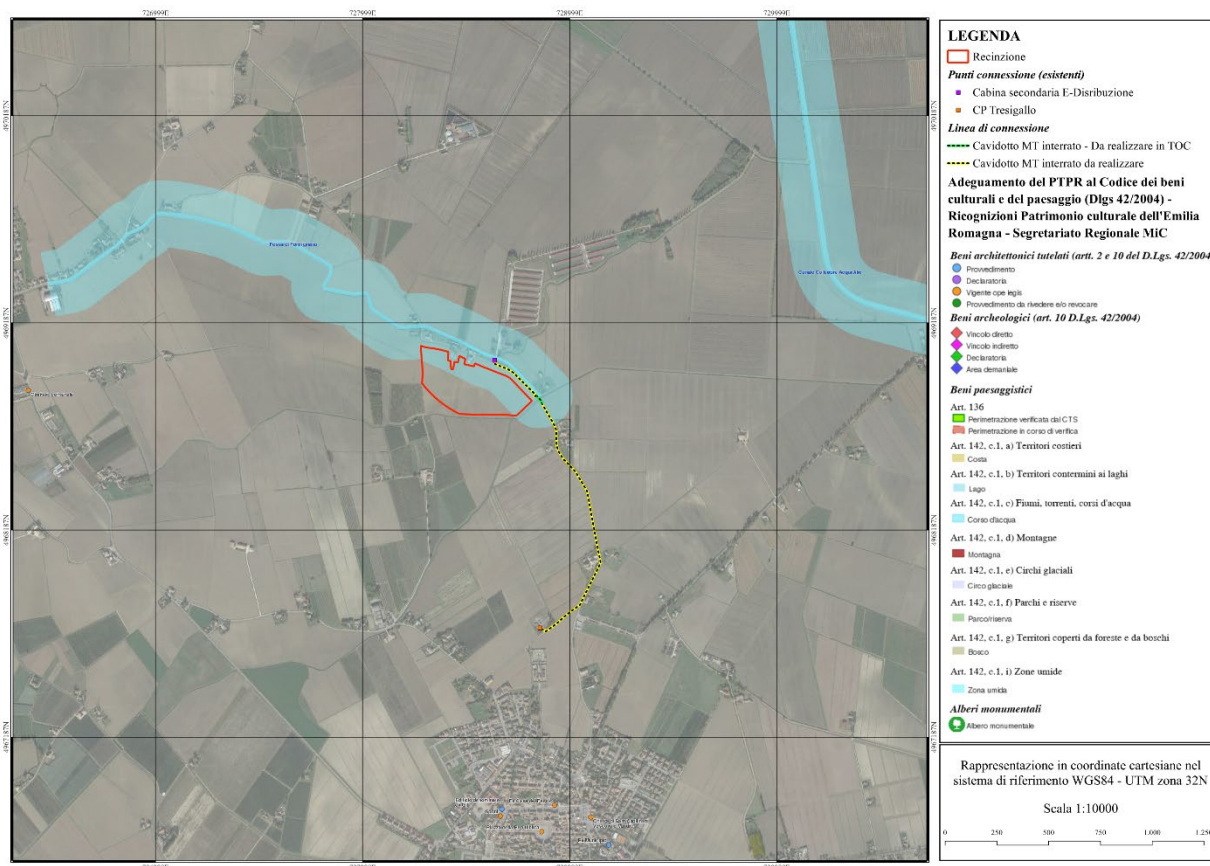 726999E
727999E
728999E
729999E
4970187N
4970187N
4969187N
4969187N
4968187N
4968187N
4967187N
4967187N
LEGENDA
Recinzione
Punti connessione (esistenti)
Cabina secondaria E-Disribuzione
CP Tresigallo
Linea di connessione
Cavidotto MT interrato - Da realizzare in TOC
Cavidotto MT interrato da realizzare
Adeguamento del PTPR al Codice dei beni
culturali e del paesaggio (Dlgs 42/2004) -
Ricognizioni Patrimonio culturale dell'Emilia
Romagna - Segretariato Regionale MiC
Beni architettonici tutelati (artt. 2 e 10 del D.Lgs. 42/2004
Provvedimento
Declaratoria
Vigente ope legis
Provvedimento da rivedere e/o revocare
Beni archeologici (art. 10 D.Lgs. 42/2004)
Vincolo diretto
Vincolo indiretto
Declaratoria
Area demaniale
Beni paesaggistici
Art. 136
Perimetrazione verificata dal CTS
Perimetrazione in corso di verifica
Art. 142, c.1, a) Territori costieri
Costa
Art. 142, c.1, b) Territori contermini ai laghi
Lago
Art. 142, c.1, c) Fiumi, torrenti, corsi d'acqua
Corso d'acqua
Art. 142, c.1, d) Montagne
Montagna
Art. 142, c.1, e) Circhi glaciali
Circo glaciale
Art. 142, c.1, f) Parchi e riserve
Parco/riserva
Art. 142, c.1, g) Territori coperti da foreste e da boschi
Bosco
Art. 142, c.1, i) Zone umide
Zona umida
Alberi monumentali
Albero monumentale
Rappresentazione in coordinate cartesiane nel
sistema di riferimento WGS84 - UTM zona 32N
Scala 1:10000
0 250 500 750 1.000 1.250